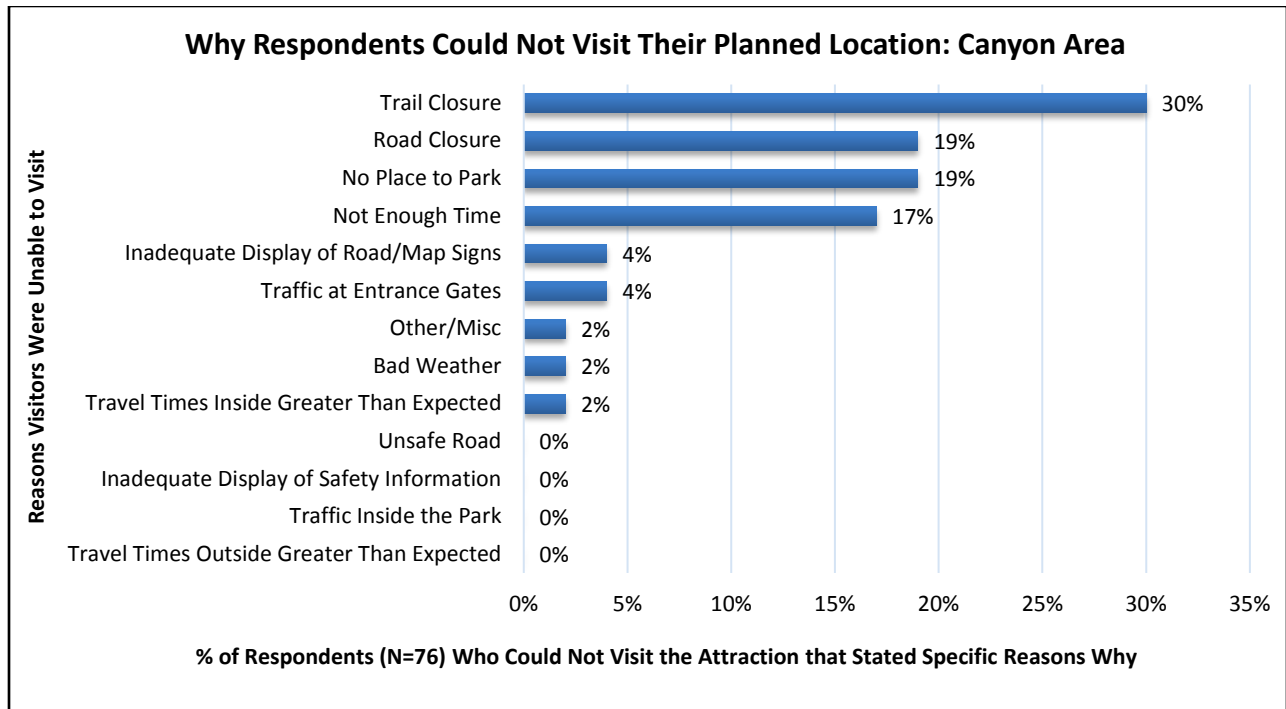 Why Respondents Could Not Visit Their Planned Location: Canyon Area
Reasons Visitors Were Unable to Visit
Trail Closure 30%
Road Closure 19%
No Place to Park 19%
Not Enough Time 17%
Inadequate Display of Road/Map Signs 4%
Traffic at Entrance Gates 4%
Other/Misc 2%
Bad Weather 2%
Travel Times Inside Greater Than Expected 2%
Unsafe Road 0%
Inadequate Display of Safety Information 0%
Traffic Inside the Park 0%
Travel Times Outside Greater Than Expected 0%
0% 5% 10% 15% 20% 25% 30% 35%
% of Respondents (N=76) Who Could Not Visit the Attraction that Stated Specific Reasons Why